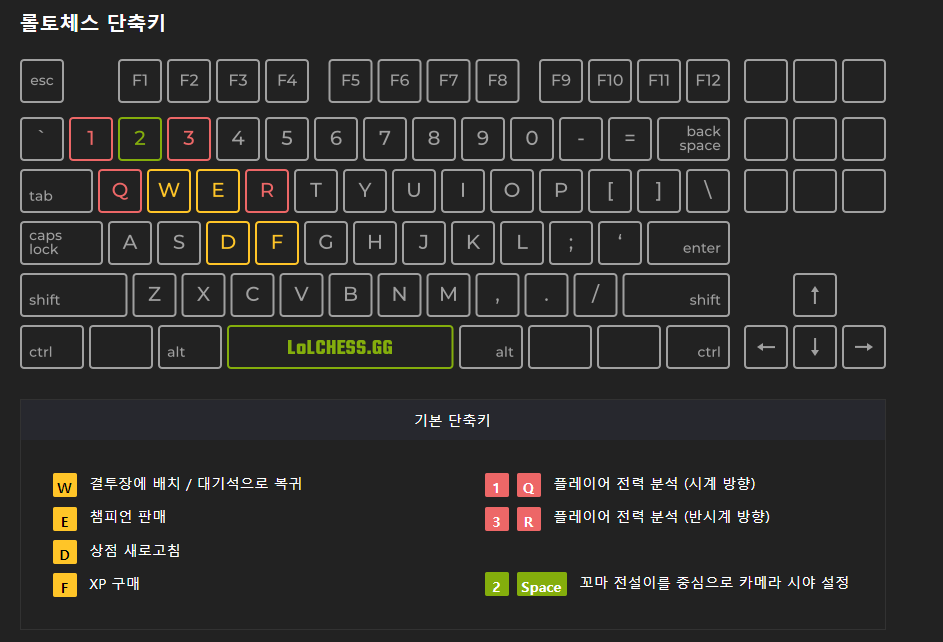 롤토체스 단축키
esc F1 F2 F3 F4 F5 F6 F7 F8 F9 F10 F11 F12
` 1 2 3 4 5 6 7 8 9 0 - = back space
tab Q W E R T Y U I O P [ ] \
caps lock A S D F G H J K L ; ‘ enter
shift Z X C V B N M , . / shift ↑
ctrl alt LoLCHESS.GG alt ctrl ← ↓ →
기본 단축키
W 결투장에 배치 / 대기석으로 복귀
E 챔피언 판매
D 상점 새로고침
F XP 구매
1 Q 플레이어 전력 분석 (시계 방향)
3 R 플레이어 전력 분석 (반시계 방향)
2 Space 꼬마 전설이를 중심으로 카메라 시야 설정